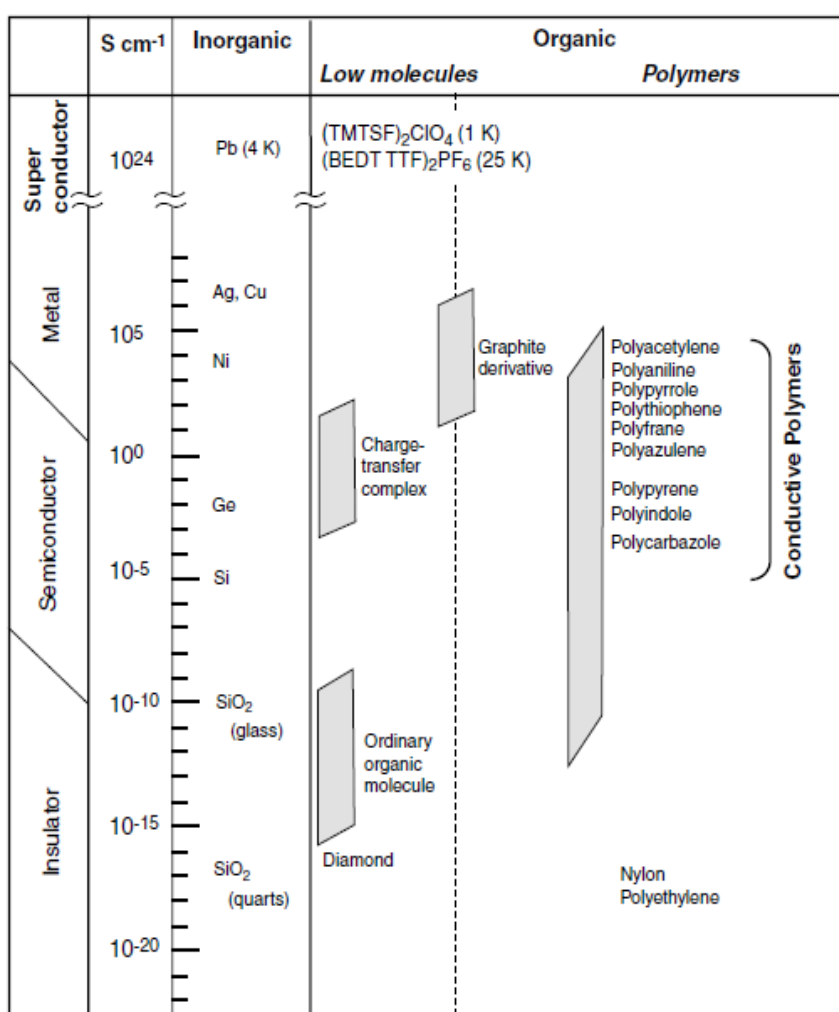 S cm-1
Inorganic
Organic
Low molecules
Polymers
Super conductor
1024
Pb (4 K)
(TMTSF)2ClO4 (1 K)
(BEDT TTF)2PF6 (25 K)
Metal
Ag, Cu
105
Ni
Graphite
derivative
Polyacetylene
Polyaniline
Polypyrrole
Polythiophene
Polyfrane
Polyazulene
Polypyrene
Polyindole
Polycarbazole
Conductive Polymers
Semiconductor
100
Charge-
transfer
complex
Ge
10-5
Si
Insulator
10-10
SiO2
(glass)
Ordinary
organic
molecule
10-15
Diamond
SiO2
(quarts)
Nylon
Polyethylene
10-20